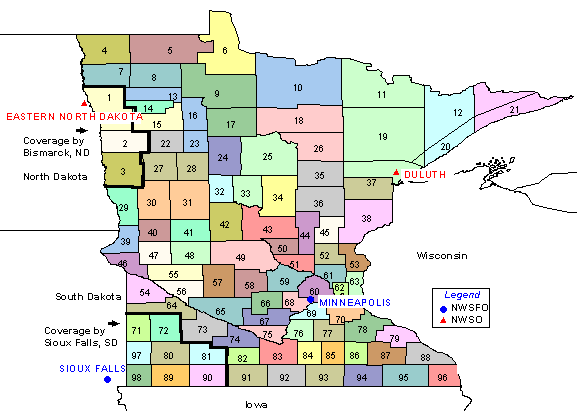 4 5 6
7 8 9 10 11
12 21
1 13
14 16
EASTERN NORTH DAKOTA
15 17 18
19 20
Coverage by
Bismarck, ND
2 22 23
24 25 26
North Dakota
3 27 28
35 37
DULUTH
29 30 31 32 33 34
36 38
39 40 41 42 43 44 45
46 47 48 49 50 51 52 53
Wisconsin
54 55 56 57 58 59 60
61 62 63
South Dakota
64 65 66 67 68
MINNEAPOLIS
69 70
Legend
NWSFO
NWSO
Coverage by
Sioux Falls, SD
71 72 73 74 75 76 77 78 79
97 80 81 82 83 84 85 86 87 88
SIOUX FALLS
98 89 90 91 92 93 94 95 96
Iowa